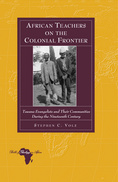 AFRICAN TEACHERS
ON THE
COLONIAL FRONTIER
Tswana Evangelists and Their Communities
During the Nineteenth Century
STEPHEN C. VOLZ